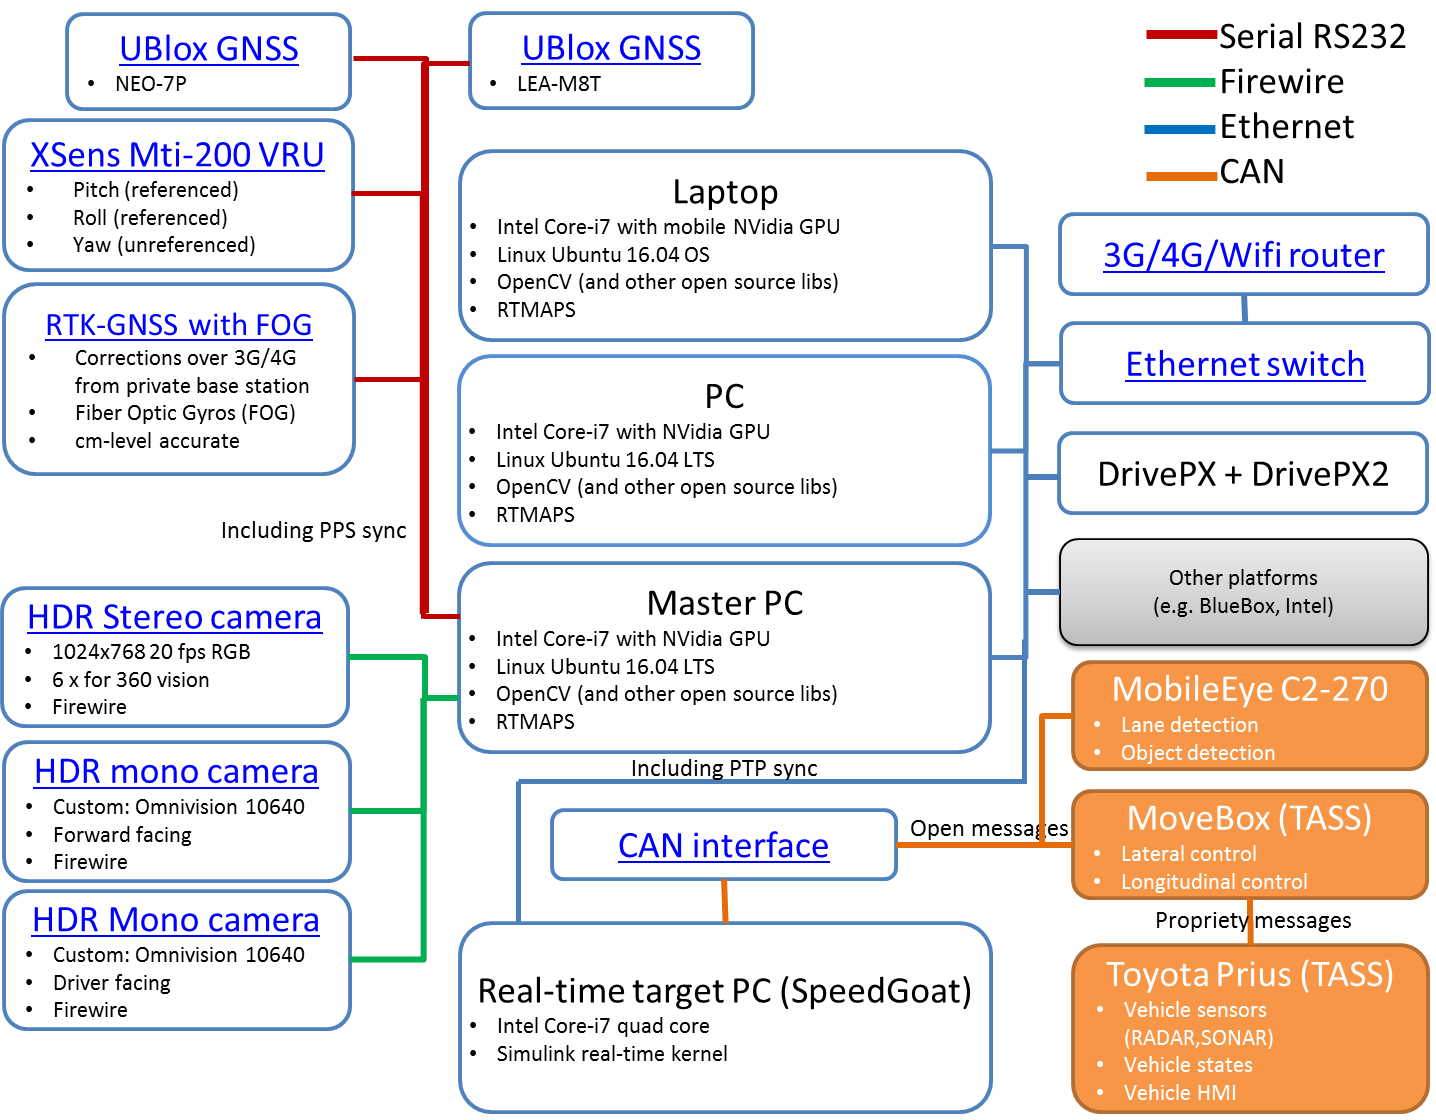 UBlox GNSS
• NEO-7P
UBlox GNSS
• LEA-M8T
Serial RS232
Firewire
Ethernet
CAN
XSens Mti-200 VRU
• Pitch (referenced)
• Roll (referenced)
• Yaw (unreferenced)
RTK-GNSS with FOG
• Corrections over 3G/4G
from private base station
• Fiber Optic Gyros (FOG)
• cm-level accurate
Including PPS sync
HDR Stereo camera
• 1024x768 20 fps RGB
• 6 x for 360 vision
• Firewire
HDR mono camera
• Custom: Omnivision 10640
• Forward facing
• Firewire
HDR Mono camera
• Custom: Omnivision 10640
• Driver facing
• Firewire
Laptop
• Intel Core-i7 with mobile NVidia GPU
• Linux Ubuntu 16.04 OS
• OpenCV (and other open source libs)
• RTMAPS
PC
• Intel Core-i7 with NVidia GPU
• Linux Ubuntu 16.04 LTS
• OpenCV (and other open source libs)
• RTMAPS
Master PC
• Intel Core-i7 with NVidia GPU
• Linux Ubuntu 16.04 LTS
• OpenCV (and other open source libs)
• RTMAPS
Including PTP sync
CAN interface
Open messages
Real-time target PC (SpeedGoat)
• Intel Core-i7 quad core
• Simulink real-time kernel
3G/4G/Wifi router
Ethernet switch
DrivePX + DrivePX2
Other platforms
(e.g. BlueBox, Intel)
MobileEye C2-270
• Lane detection
• Object detection
MoveBox (TASS)
• Lateral control
• Longitudinal control
Propriety messages
Toyota Prius (TASS)
• Vehicle sensors
(RADAR,SONAR)
• Vehicle states
• Vehicle HMI